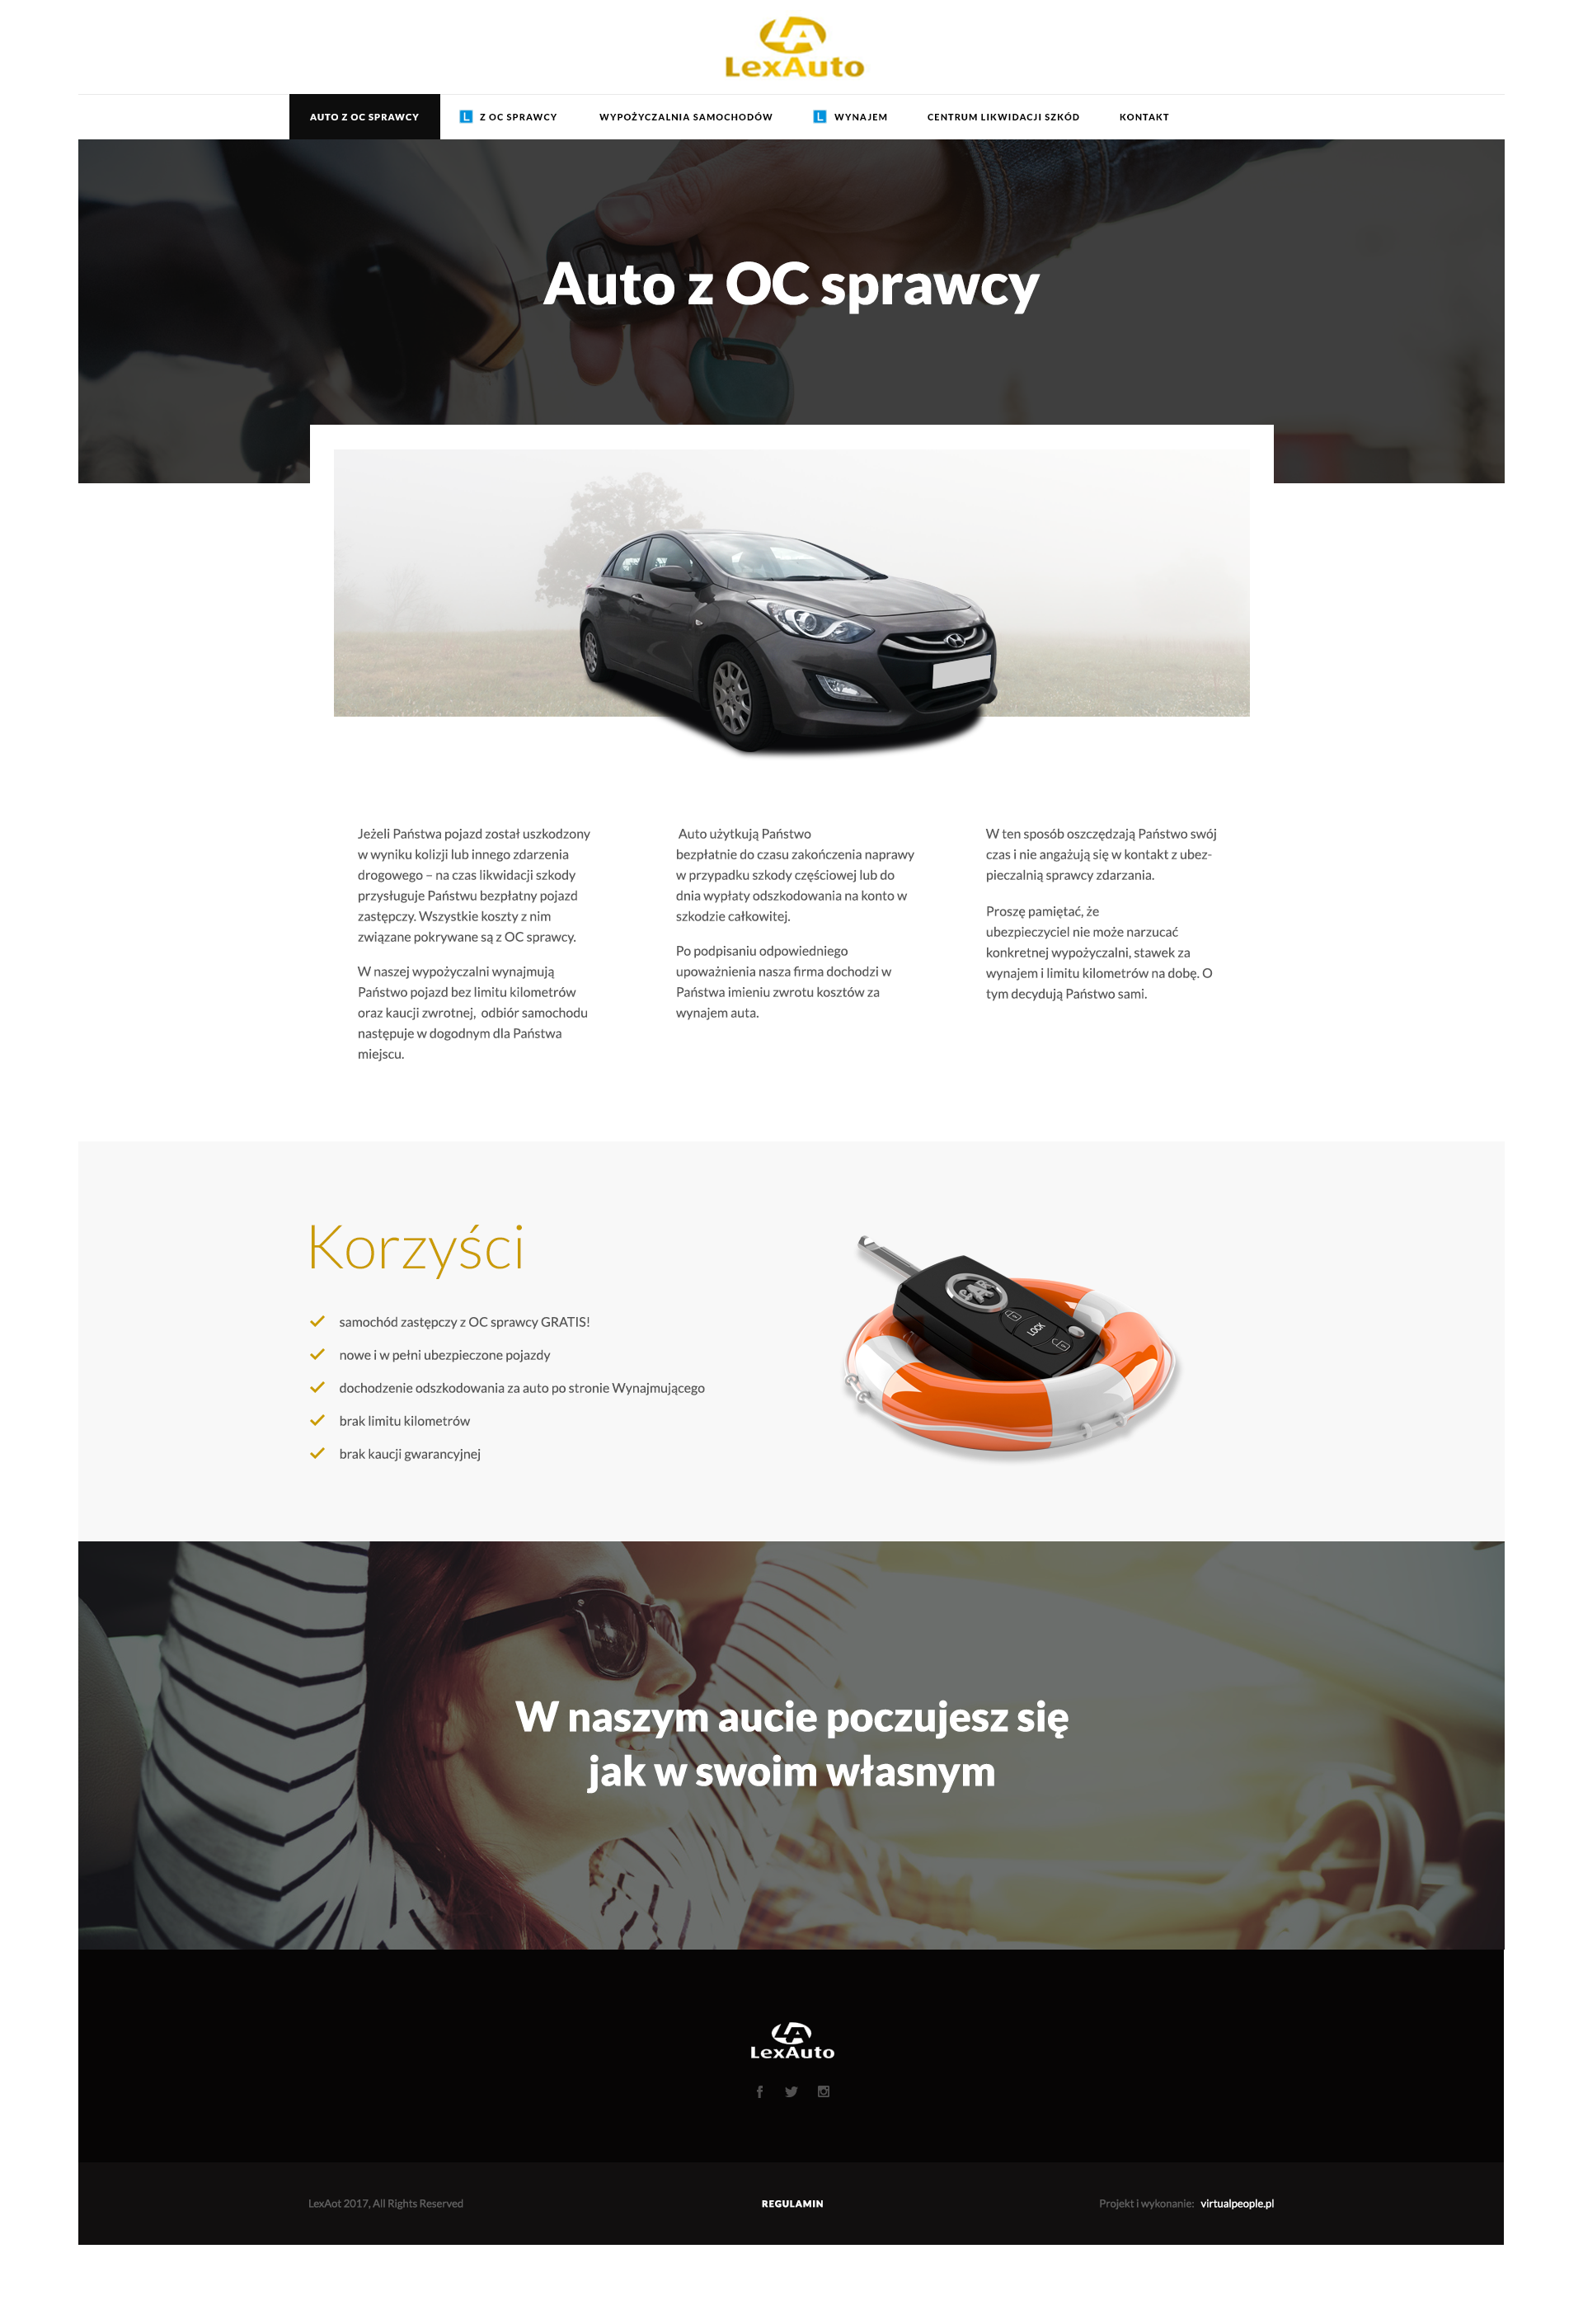 LexAuto
AUTO Z OC SPRAWCY
L Z OC SPRAWCY
WYPOŻYCZALNIA SAMOCHODÓW
L WYNAJEM
CENTRUM LIKWIDACJI SZKÓD
KONTAKT
Auto z OC sprawcy
Jeżeli Państwa pojazd został uszkodzony
w wyniku kolizji lub innego zdarzenia
drogowego – na czas likwidacji szkody
przysługuje Państwu bezpłatny pojazd
zastępczy. Wszystkie koszty z nim
związane pokrywane są z OC sprawcy.
W naszej wypożyczalni wynajmują
Państwo pojazd bez limitu kilometrów
oraz kaucji zwrotnej, odbiór samochodu
następuje w dogodnym dla Państwa
miejscu.
Auto użytkują Państwo
bezpłatnie do czasu zakończenia naprawy
w przypadku szkody częściowej lub do
dnia wypłaty odszkodowania na konto w
szkodzie całkowitej.
Po podpisaniu odpowiedniego
upoważnienia nasza firma dochodzi w
Państwa imieniu zwrotu kosztów za
wynajem auta.
W ten sposób oszczędzają Państwo swój
czas i nie angażują się w kontakt z ubez-
pieczalnią sprawcy zdarzania.
Proszę pamiętać, że
ubezpieczyciel nie może narzucać
konkretnej wypożyczalni, stawek za
wynajem i limitu kilometrów na dobę. O
tym decydują Państwo sami.
Korzyści
samochód zastępczy z OC sprawcy GRATIS!
nowe i w pełni ubezpieczone pojazdy
dochodzenie odszkodowania za auto po stronie Wynajmującego
brak limitu kilometrów
brak kaucji gwarancyjnej
CAR
LOCK
W naszym aucie poczujesz się
jak w swoim własnym
LexAuto
LexAot 2017, All Rights Reserved
REGULAMIN
Projekt i wykonanie: virtualpeople.pl